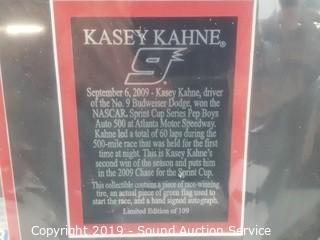 KASEY KAHNE®
9
September 6, 2009 - Kasey Kahne, driver
of the No. 9 Budweiser Dodge, won the
NASCAR Sprint Cup Series Pep Boys
Auto 500 at Atlanta Motor Speedway.
Kahne led a total of 60 laps during the
500-mile race that was held for the first
time at night. This is Kasey Kahne's
second win of the season and puts him
in the 2009 Chase for the Sprint Cup.
This collectible contains a piece of race-winning
tire, an actual piece of green flag used to
start the race, and a hand signed autograph.
Limited Edition of 109
Copyright 2019 - Sound Auction Service